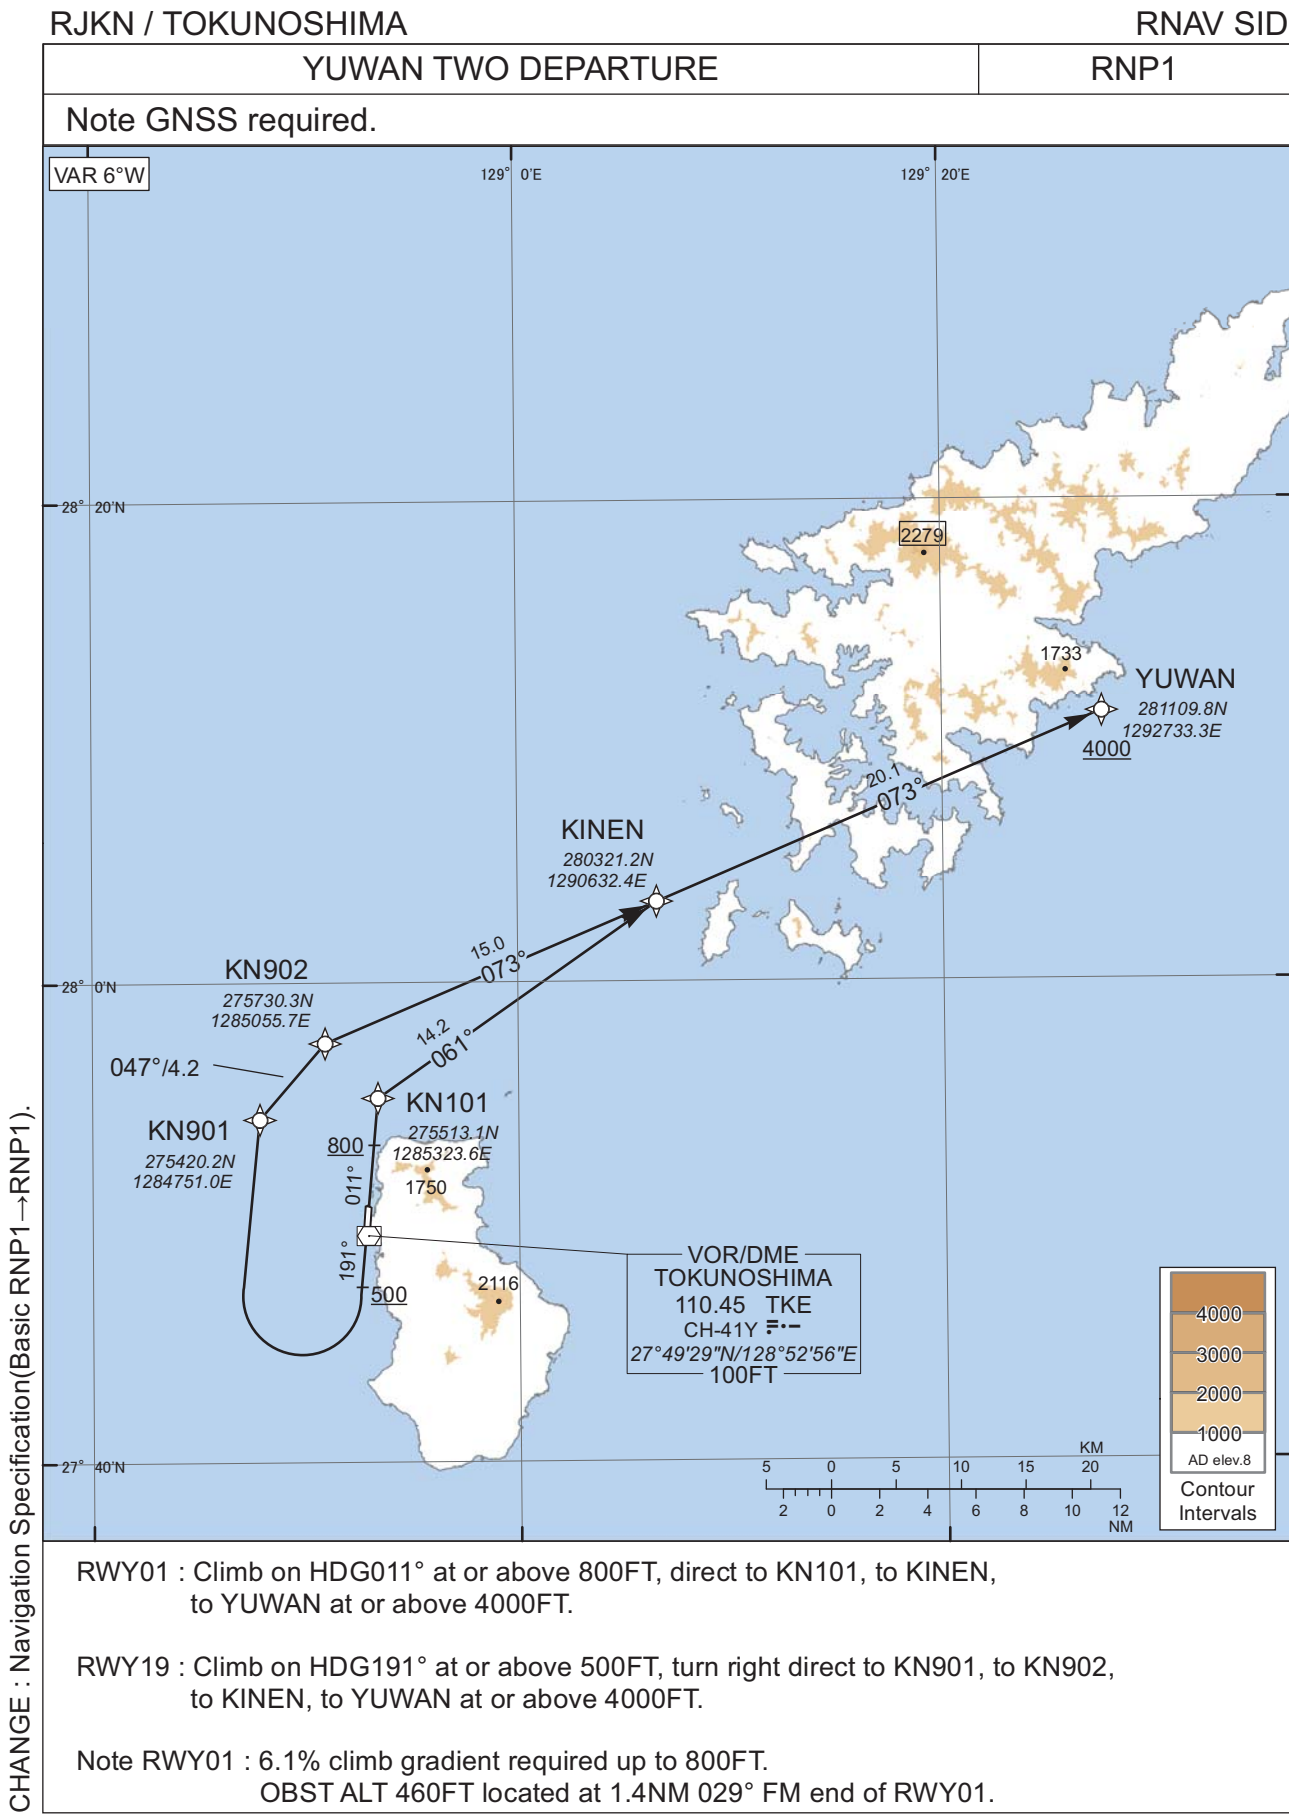 RJKN / TOKUNOSHIMA
RNAV SID
YUWAN TWO DEPARTURE
RNP1
Note GNSS required.
VAR 6°W
129° 0'E
129° 20'E
28° 20'N
2279
1733
YUWAN
281109.8N
1292733.3E
4000
20.1
073°
KINEN
280321.2N
1290632.4E
15.0
073°
KN902
275730.3N
1285055.7E
28° 0'N
14.2
061°
047°/4.2
KN901
275420.2N
1284751.0E
KN101
275513.1N
1285323.6E
800
011°
1750
191°
500
2116
VOR/DME
TOKUNOSHIMA
110.45 TKE
CH-41Y
27°49'29"N/128°52'56"E
100FT
27° 40'N
KM
5 0 5 10 15 20
2 0 2 4 6 8 10 12
NM
4000
3000
2000
1000
AD elev.8
Contour
Intervals
RWY01 : Climb on HDG011° at or above 800FT, direct to KN101, to KINEN,
to YUWAN at or above 4000FT.
RWY19 : Climb on HDG191° at or above 500FT, turn right direct to KN901, to KN902,
to KINEN, to YUWAN at or above 4000FT.
Note RWY01 : 6.1% climb gradient required up to 800FT.
OBST ALT 460FT located at 1.4NM 029° FM end of RWY01.
CHANGE : Navigation Specification(Basic RNP1→RNP1).